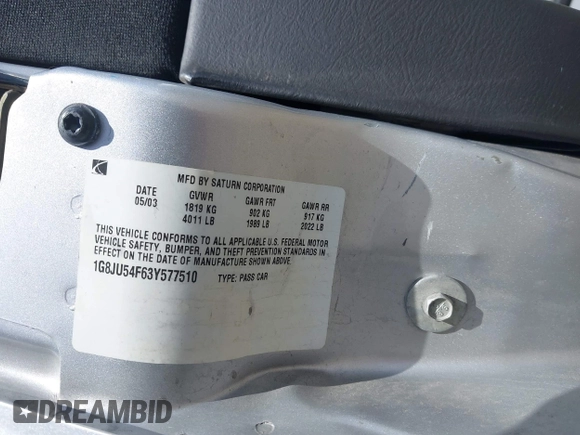 MFD BY SATURN CORPORATION
DATE GVWR GAWR FRT GAWR RR
05/03 1819 KG 902 KG 917 KG
4011 LB 1989 LB 2022 LB
THIS VEHICLE CONFORMS TO ALL APPLICABLE U.S. FEDERAL MOTOR
VEHICLE SAFETY, BUMPER, AND THEFT PREVENTION STANDARDS IN
EFFECT ON THE DATE OF MANUFACTURE SHOWN ABOVE.
1G8JU54F63Y577510 TYPE: PASS CAR
DREAMBID